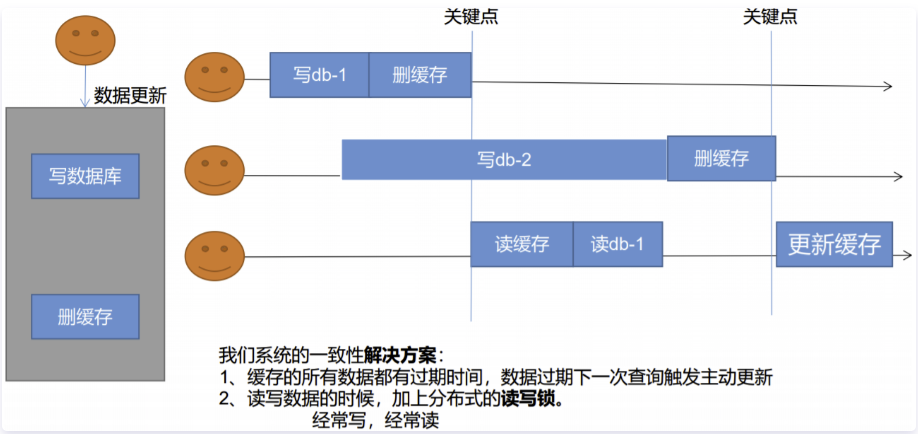 关键点
关键点
数据更新
写数据库
删缓存
写db-1
删缓存
写db-2
删缓存
读缓存
读db-1
更新缓存
我们系统的一致性解决方案：
1、缓存的所有数据都有过期时间，数据过期下一次查询触发主动更新
2、读写数据的时候，加上分布式的读写锁。
经常写，经常读